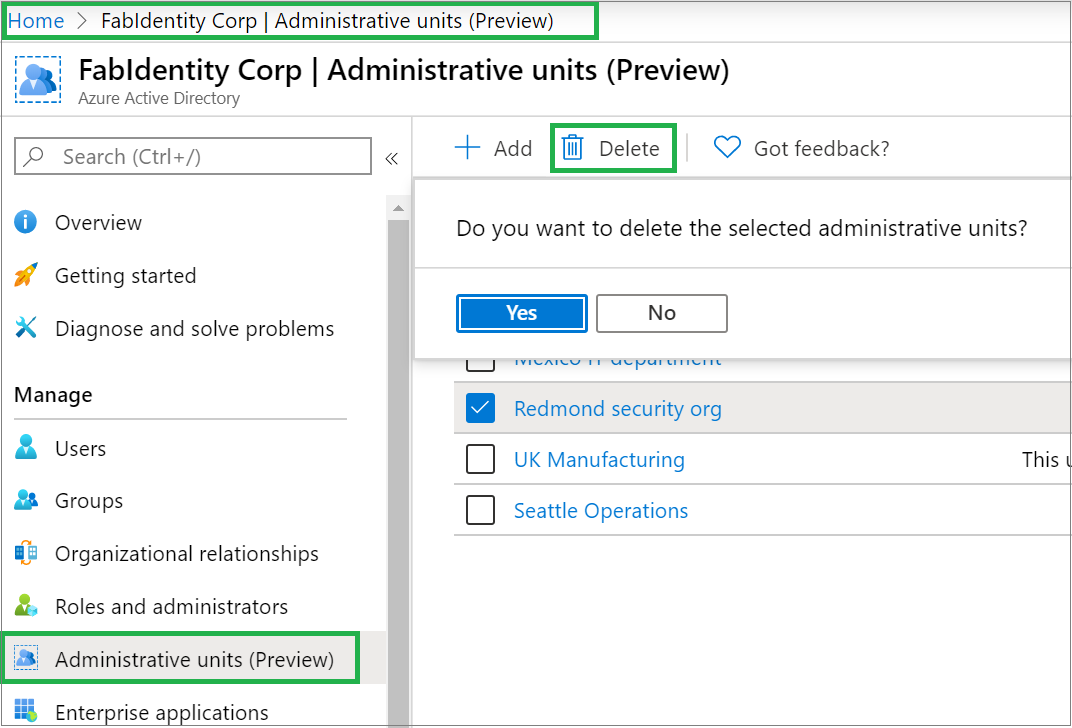 Home > FabIdentity Corp | Administrative units (Preview)
FabIdentity Corp | Administrative units (Preview)
Azure Active Directory
Search (Ctrl+/)
«
Add
Delete
Got feedback?
Do you want to delete the selected administrative units?
Yes
No
Overview
Getting started
Diagnose and solve problems
Manage
Users
Groups
Organizational relationships
Roles and administrators
Administrative units (Preview)
Enterprise applications
Mexico IT department
Redmond security org
UK Manufacturing
This u
Seattle Operations